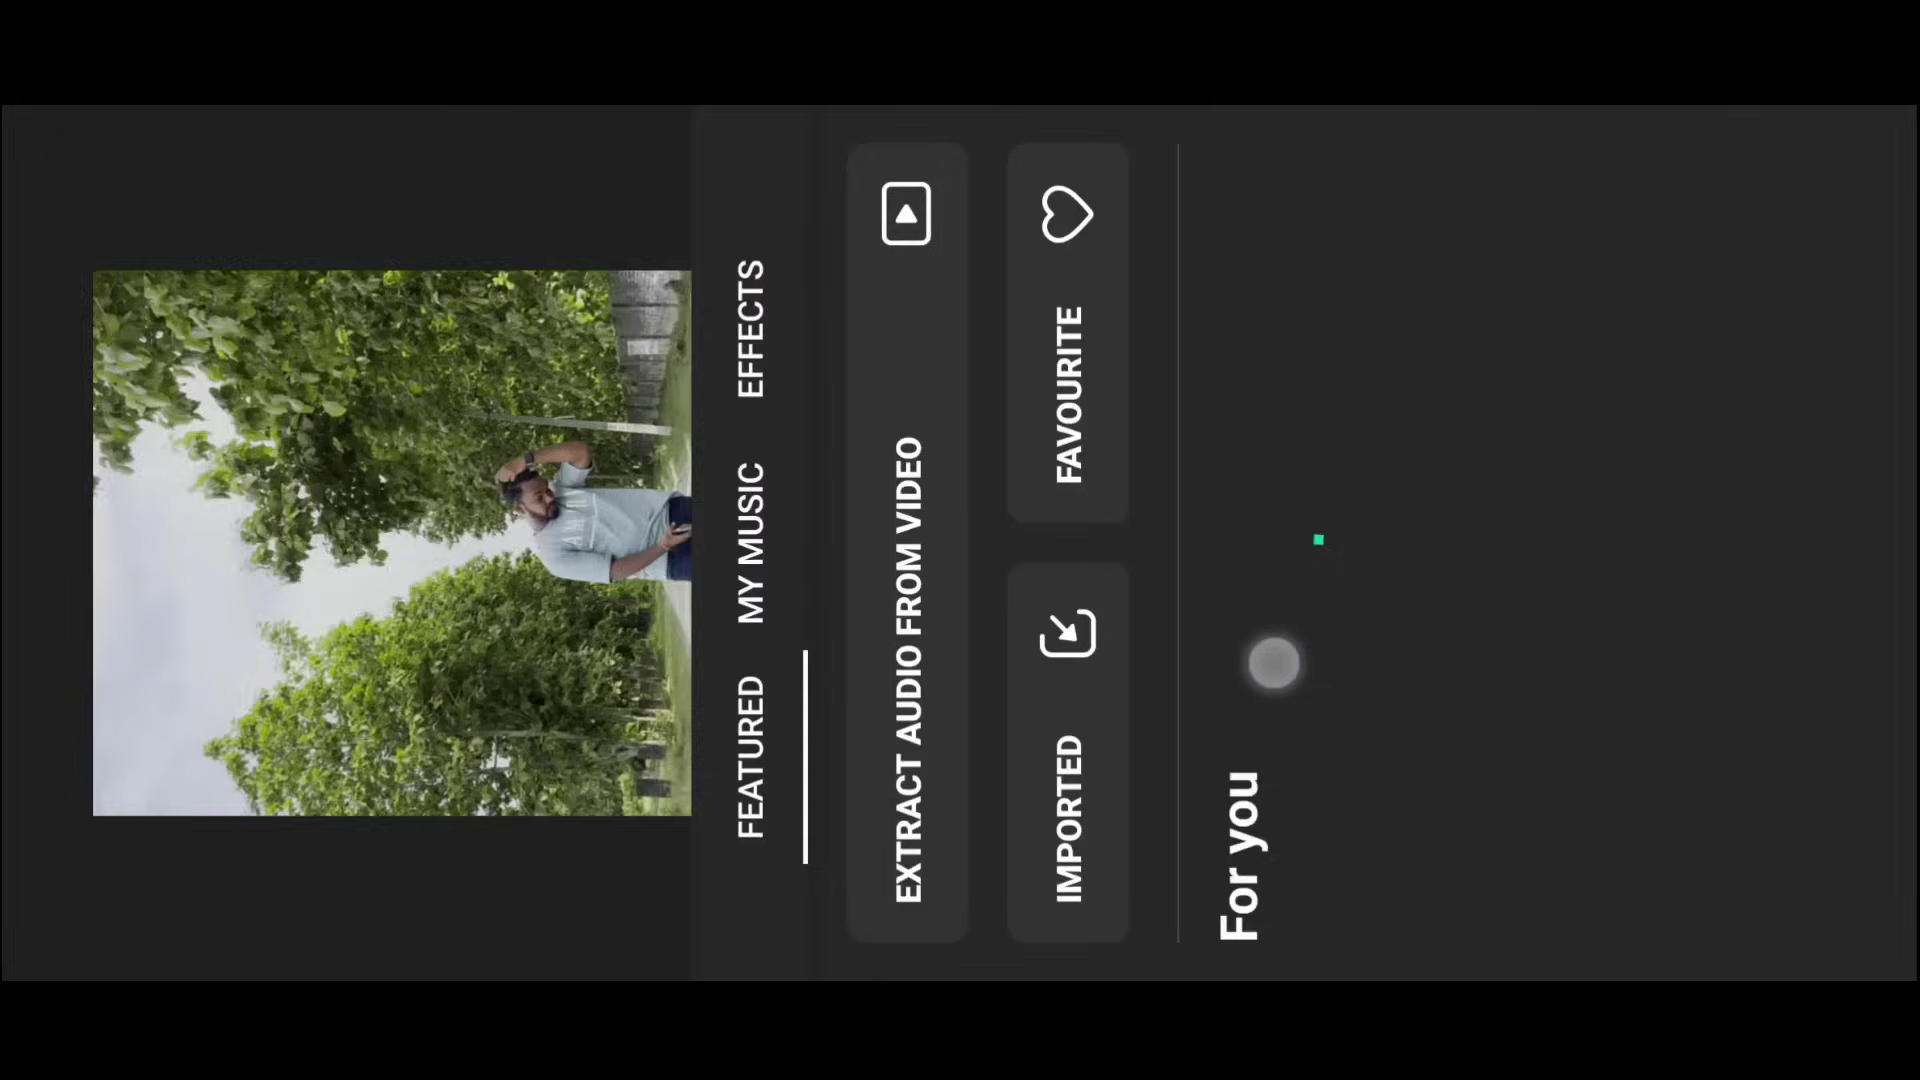 FEATURED MY MUSIC EFFECTS
EXTRACT AUDIO FROM VIDEO
IMPORTED
FAVOURITE
For you